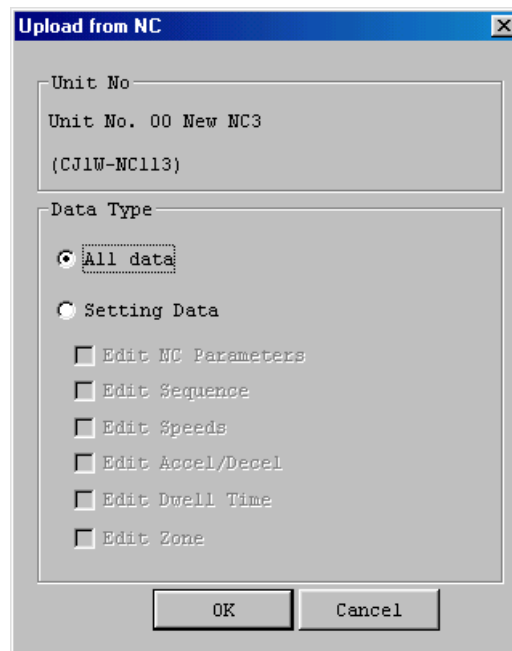 Upload from NC
Unit No
Unit No. 00 New NC3
(CJ1W-NC113)
Data Type
All data
Setting Data
Edit NC Parameters
Edit Sequence
Edit Speeds
Edit Accel/Decel
Edit Dwell Time
Edit Zone
OK Cancel